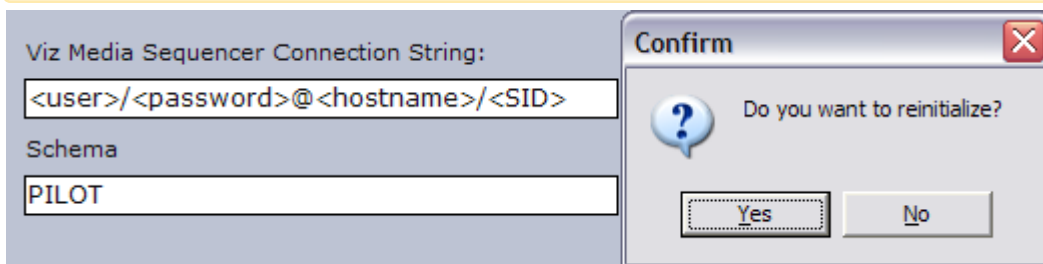 Viz Media Sequencer Connection String:
<user>/<password>@<hostname>/<SID>
Schema
PILOT
Confirm
Do you want to reinitialize?
Yes
No